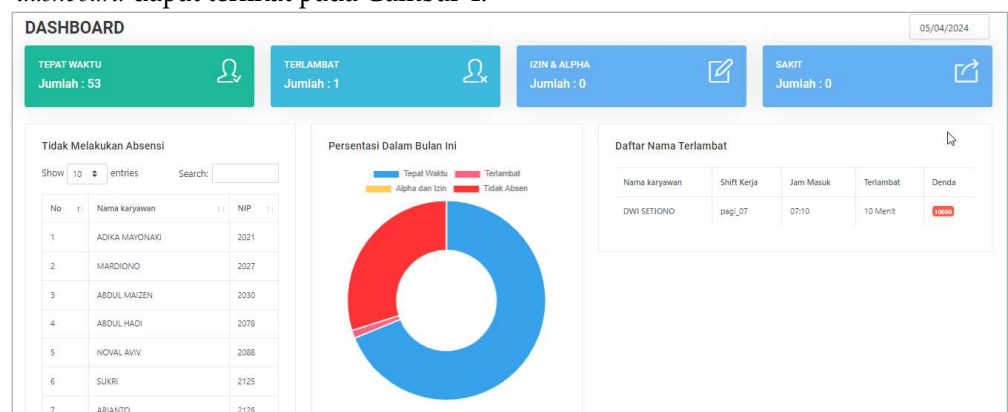 dashboard dapat terlihat pada Gambar 4.
DASHBOARD
05/04/2024
TEPAT WAKTU
Jumlah : 53
TERLAMBAT
Jumlah : 1
IZIN & ALPHA
Jumlah : 0
SAKIT
Jumlah : 0
Tidak Melakukan Absensi
Show 10 entries Search:
No Nama karyawan NIP
1 ADIKA MAYONAKI 2021
2 MARDIONO 2027
3 ABDUL MAIZEN 2030
4 ABDUL HADI 2078
5 NOVAL AVIV 2088
6 SUKRI 2125
7 ARIANTO 2128
Persentasi Dalam Bulan Ini
Tepat Waktu Terlambat
Alpha dan Izin Tidak Absen
Daftar Nama Terlambat
Nama karyawan Shift Kerja Jam Masuk Terlambat Denda
DWI SETIONO pagi_07 07:10 10 Menit 10000